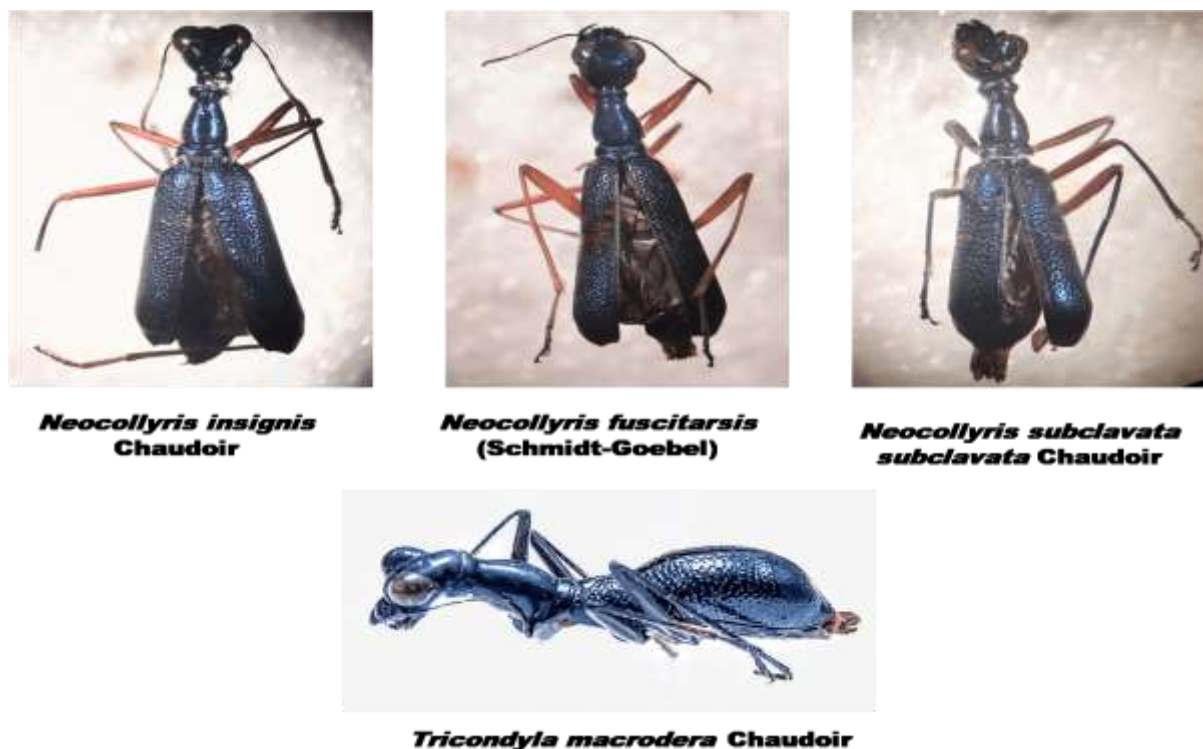 Neocollyris insignis
Chaudoir
Neocollyris fuscitarsis
(Schmidt-Goebel)
Neocollyris subclavata
subclavata Chaudoir
Tricondyla macrodera Chaudoir